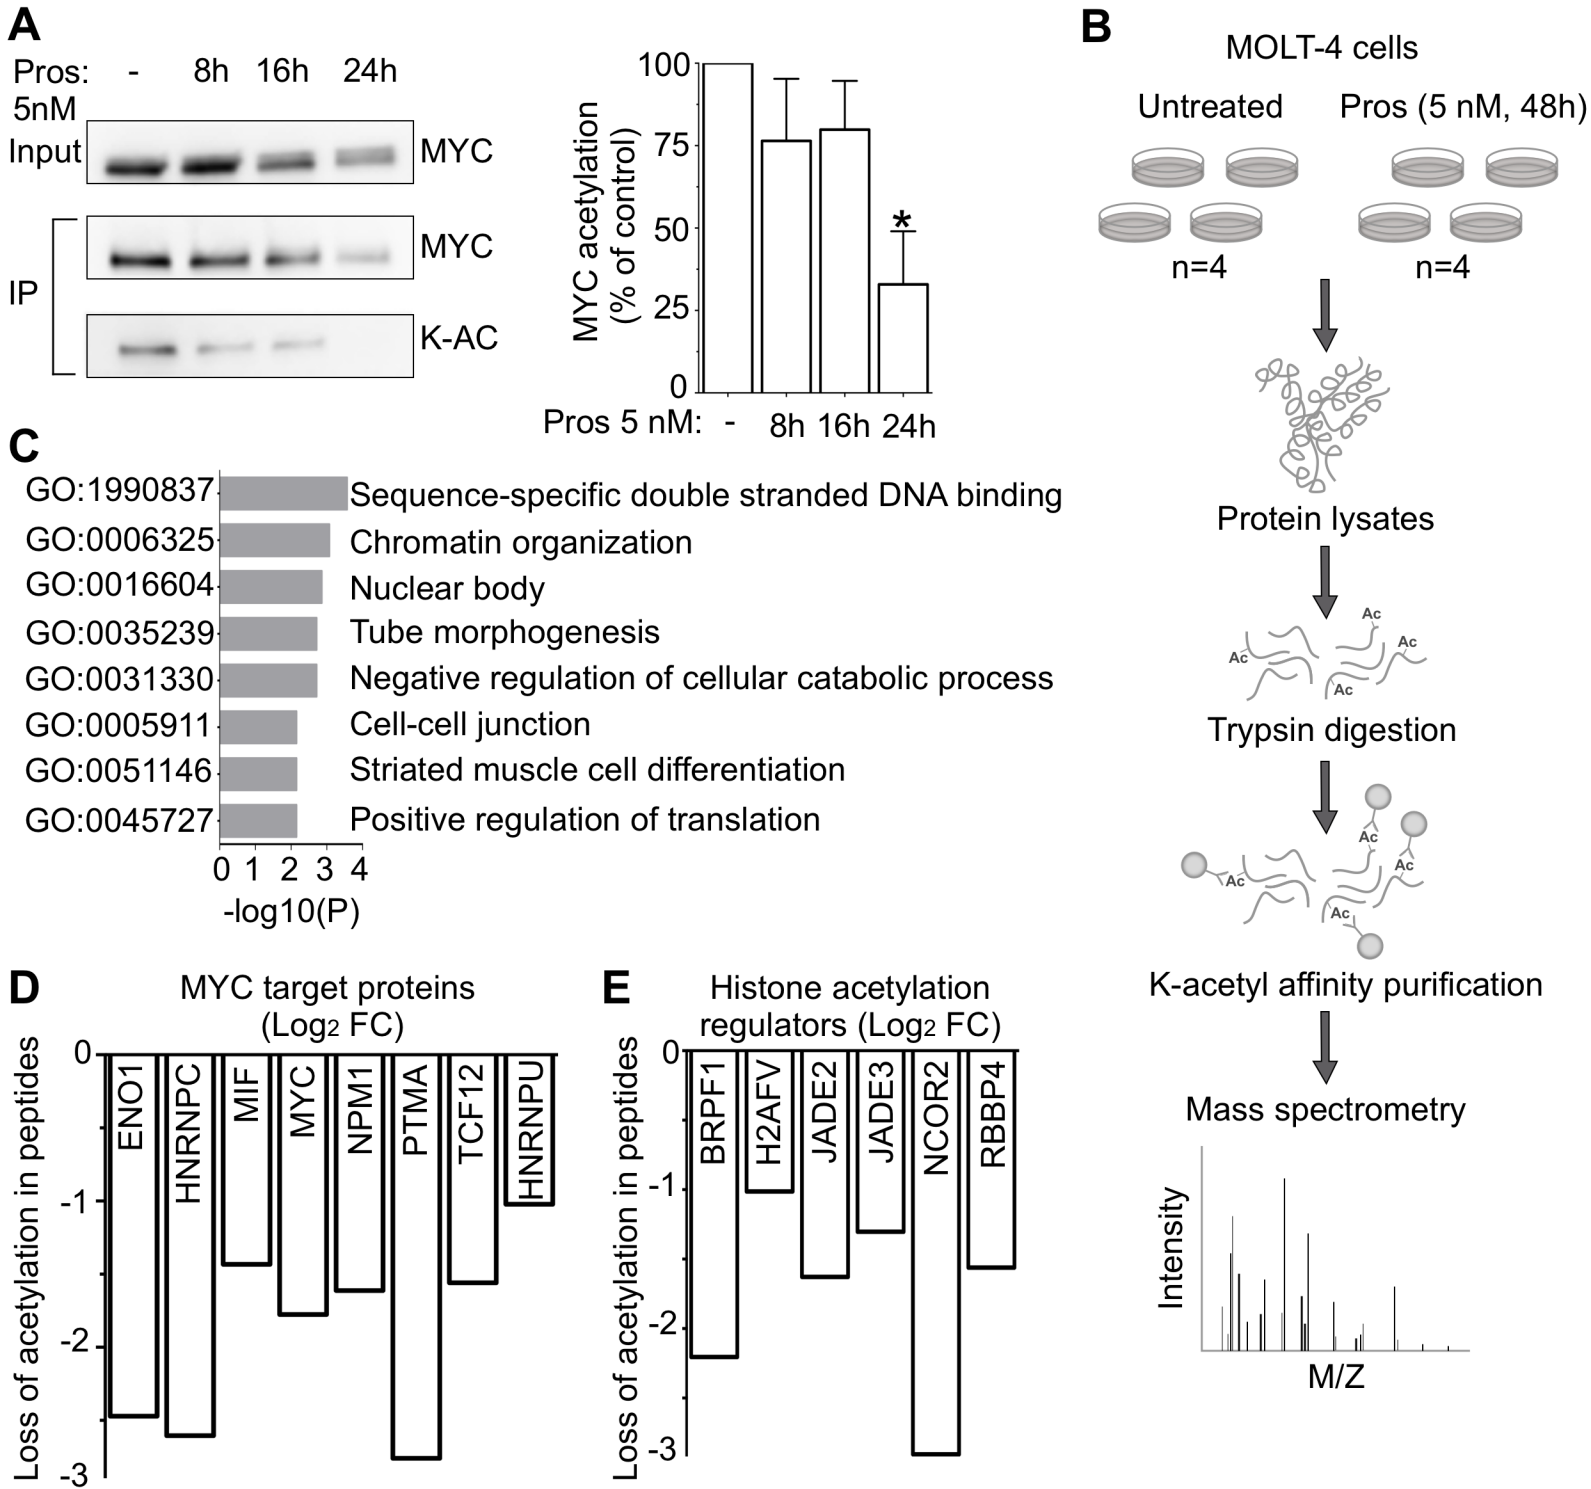 A
Pros: - 8h 16h 24h
5nM
Input MYC
MYC
IP
K-AC
MYC acetylation
(% of control)
100
75
50
25
0
*
Pros 5 nM: - 8h 16h 24h
B
MOLT-4 cells
Untreated Pros (5 nM, 48h)
n=4 n=4
Protein lysates
Ac
Ac
Ac
Ac
Trypsin digestion
Ac
Ac
Ac
Ac
K-acetyl affinity purification
Mass spectrometry
Intensity
M/Z
C
GO:1990837 Sequence-specific double stranded DNA binding
GO:0006325 Chromatin organization
GO:0016604 Nuclear body
GO:0035239 Tube morphogenesis
GO:0031330 Negative regulation of cellular catabolic process
GO:0005911 Cell-cell junction
GO:0051146 Striated muscle cell differentiation
GO:0045727 Positive regulation of translation
0 1 2 3 4
-log10(P)
D
MYC target proteins
(Log2 FC)
Loss of acetylation in peptides
0
-1
-2
-3
ENO1
HNRNPC
MIF
MYC
NPM1
PTMA
TCF12
HNRNPU
E
Histone acetylation
regulators (Log2 FC)
Loss of acetylation in peptides
0
-1
-2
-3
BRPF1
H2AFV
JADE2
JADE3
NCOR2
RBBP4